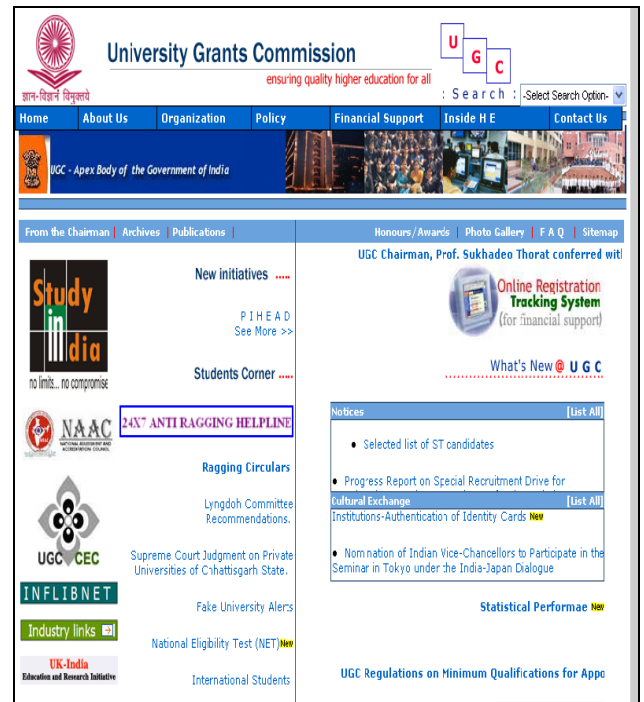 University Grants Commission
ensuring quality higher education for all
U G C
ज्ञान-विज्ञानं विमुक्तये
: Search : -Select Search Option-
Home About Us Organization Policy Financial Support Inside H E Contact Us
UGC - Apex Body of the Government of India
From the Chairman | Archives | Publications |
Honours/Awards | Photo Gallery | F A Q | Sitemap
UGC Chairman, Prof. Sukhadeo Thorat conferred wit
Study
in
India
no limits... no compromise
New initiatives .....
P I H E A D
See More >>
Students Corner .....
Online Registration
Tracking System
(for financial support)
What's New @ U G C
NAAC
NATIONAL ASSESSMENT AND
ACCREDITATION COUNCIL
24X7 ANTI RAGGING HELPLINE
Ragging Circulars
Lyngdoh Committee
Recommendations.
Supreme Court Judgment on Private
Universities of Chhattisgarh State.
Fake University Alerts
National Eligibility Test (NET) New
International Students
UGC CEC
INFLIBNET
Industry links
UK-India
Education and Research Initiative
Notices [List All]
• Selected list of ST candidates
• Progress Report on Special Recruitment Drive for
Cultural Exchange [List All]
Institutions-Authentication of Identity Cards New
• Nomination of Indian Vice-Chancellors to Participate in the
Seminar in Tokyo under the India-Japan Dialogue
Statistical Performae New
UGC Regulations on Minimum Qualifications for Appo